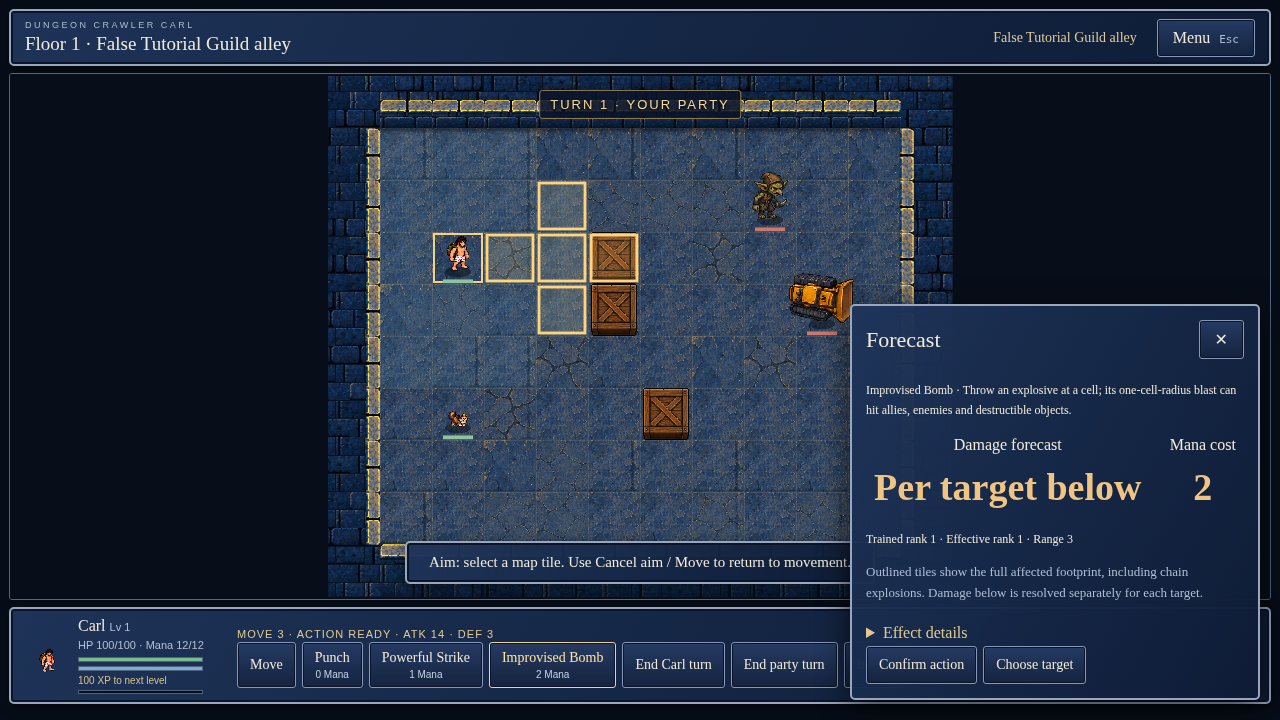 DUNGEON CRAWLER CARL
Floor 1 · False Tutorial Guild alley
False Tutorial Guild alley
Menu Esc
TURN 1 · YOUR PARTY
Aim: select a map tile. Use Cancel aim / Move to return to movement.
Forecast
✕
Improvised Bomb · Throw an explosive at a cell; its one-cell-radius blast can
hit allies, enemies and destructible objects.
Damage forecast Mana cost
Per target below 2
Trained rank 1 · Effective rank 1 · Range 3
Outlined tiles show the full affected footprint, including chain
explosions. Damage below is resolved separately for each target.
▶ Effect details
Confirm action
Choose target
Carl Lv 1
HP 100/100 · Mana 12/12
100 XP to next level
MOVE 3 · ACTION READY · ATK 14 · DEF 3
Move
Punch
0 Mana
Powerful Strike
1 Mana
Improvised Bomb
2 Mana
End Carl turn
End party turn